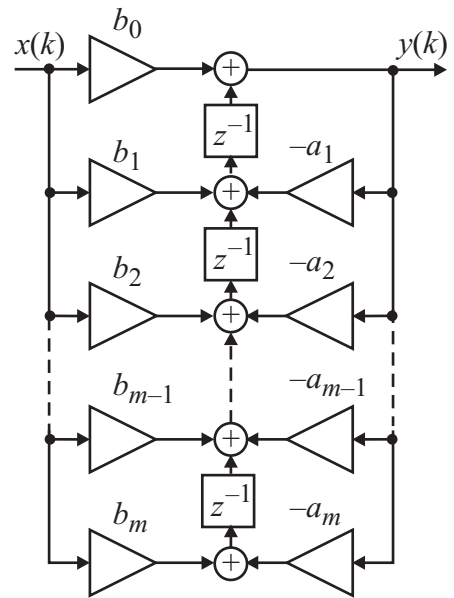 b₀
x(k) + y(k)
z⁻¹
b₁ –a₁
+
z⁻¹
b₂ –a₂
+
bₘ₋₁ –aₘ₋₁
+
z⁻¹
bₘ –aₘ
+